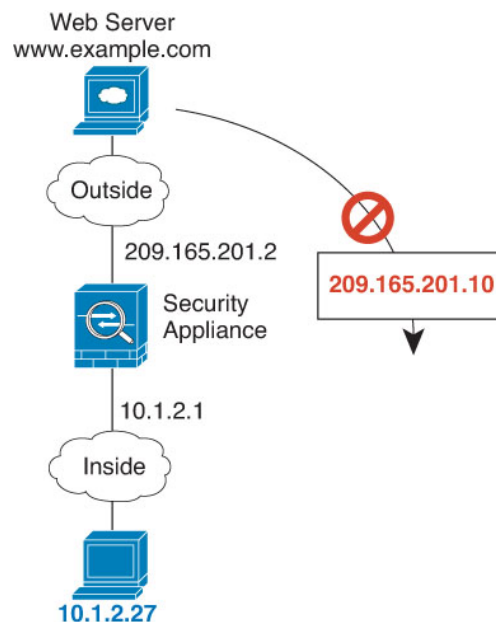 Web Server
www.example.com
Outside
209.165.201.2
209.165.201.10
Security
Appliance
10.1.2.1
Inside
10.1.2.27